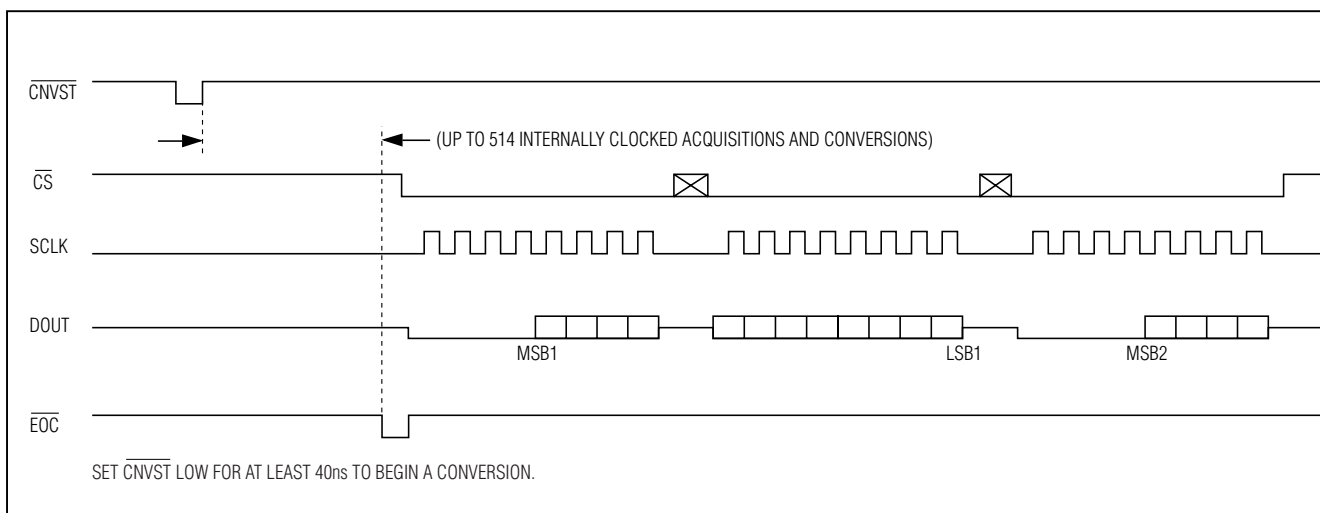 CNVST
(UP TO 514 INTERNALLY CLOCKED ACQUISITIONS AND CONVERSIONS)
CS
SCLK
DOUT
MSB1
LSB1
MSB2
EOC
SET CNVST LOW FOR AT LEAST 40ns TO BEGIN A CONVERSION.